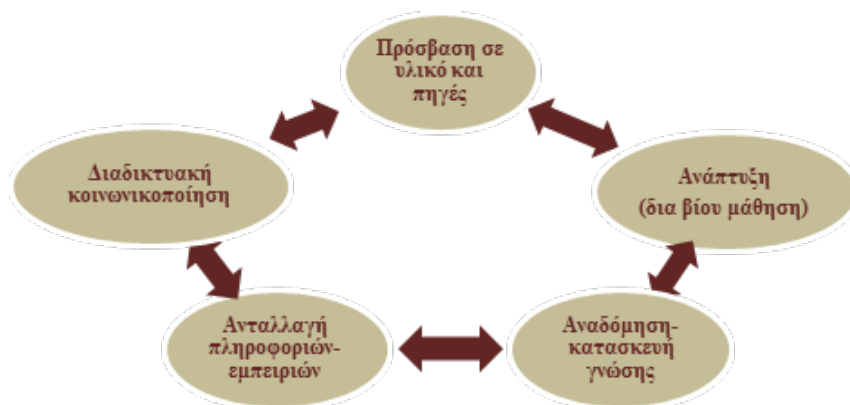 Πρόσβαση σε
υλικό και
πηγές
Διαδικτυακή
κοινωνικοποίηση
Ανάπτυξη
(δια βίου μάθηση)
Ανταλλαγή
πληροφοριών-
εμπειριών
Αναδόμηση-
κατασκευή
γνώσης